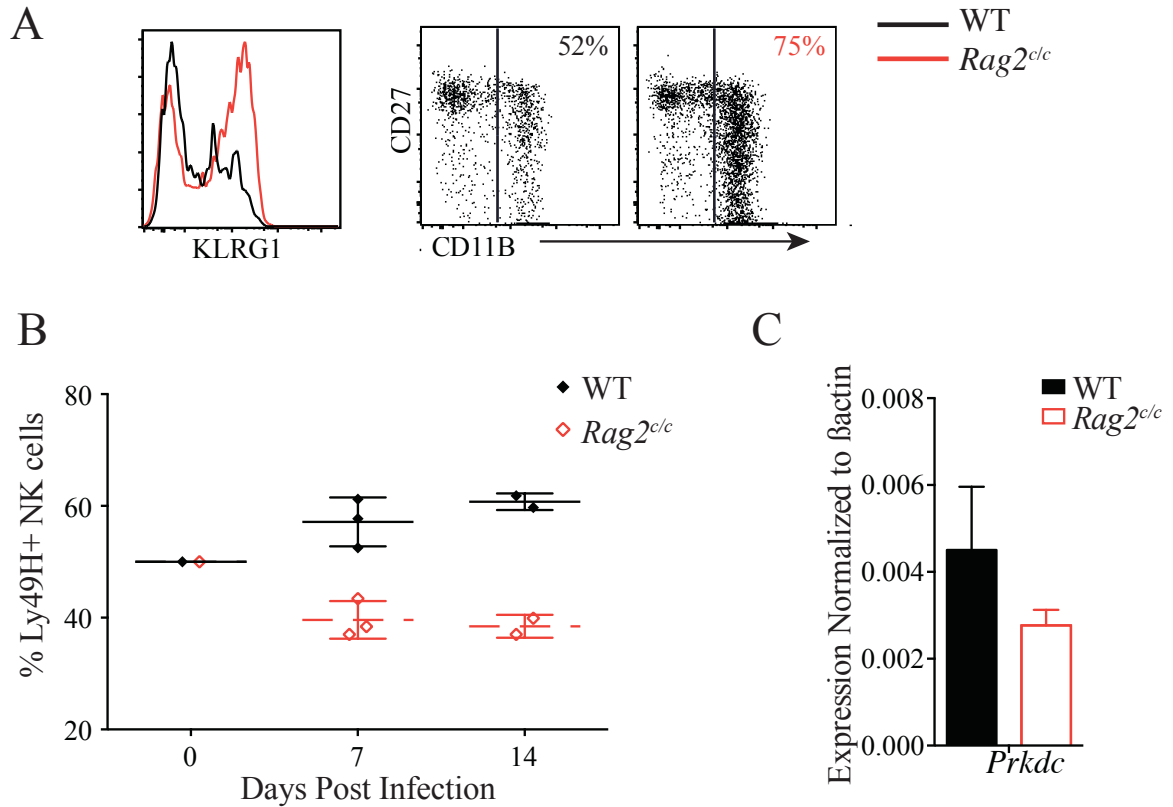 A
WT
Rag2c/c
52%
75%
CD27
KLRG1
CD11B
B
80
60
40
20
% Ly49H+ NK cells
WT
Rag2c/c
0
7
14
Days Post Infection
C
WT
Rag2c/c
Expression Normalized to ßactin
0.008
0.006
0.004
0.002
0.000
Prkdc